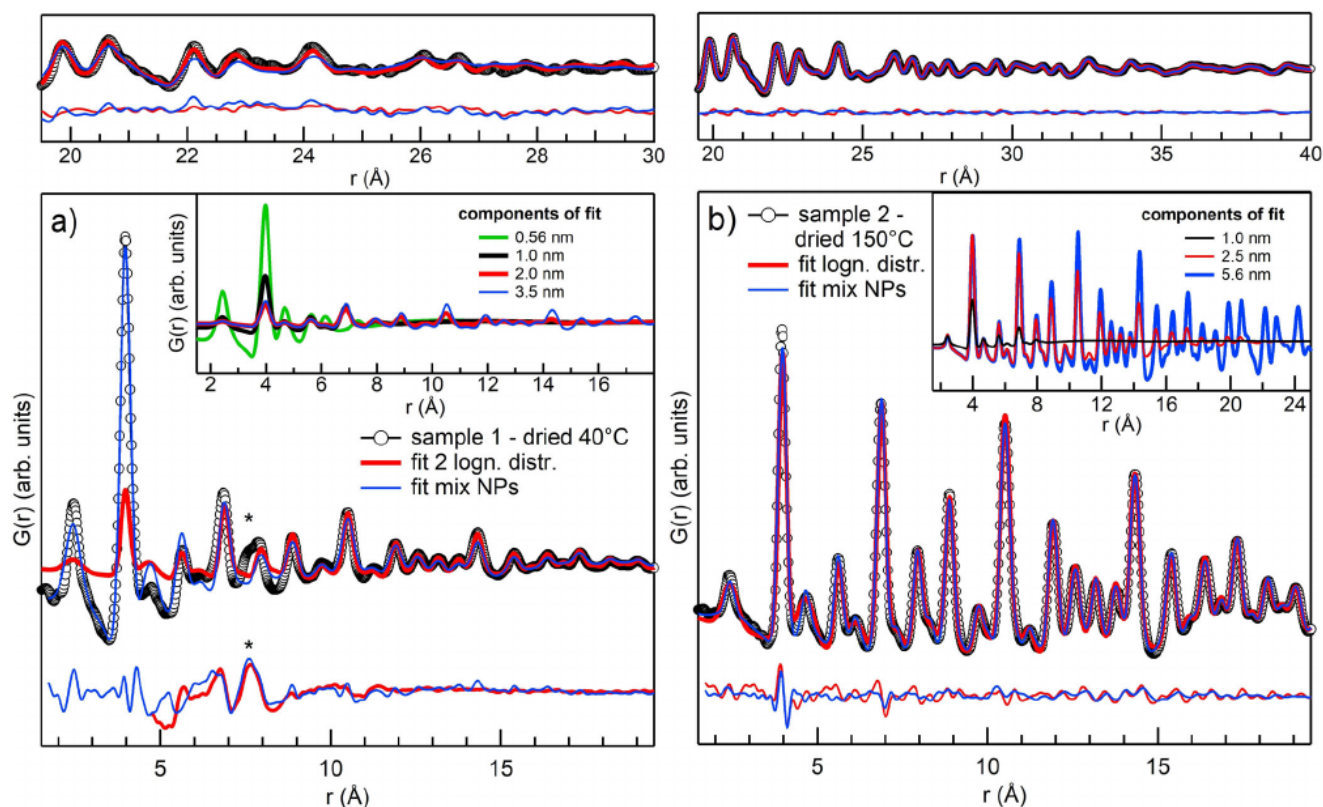 20 22 24 26 28 30
r (Å)
20 25 30 35 40
r (Å)
a)
components of fit
0.56 nm
1.0 nm
2.0 nm
3.5 nm
G(r) (arb. units)
2 4 6 8 10 12 14 16
r (Å)
sample 1 - dried 40°C
fit 2 logn. distr.
fit mix NPs
*
*
G(r) (arb. units)
5 10 15
r (Å)
b)
sample 2 -
dried 150°C
fit logn. distr.
fit mix NPs
components of fit
1.0 nm
2.5 nm
5.6 nm
G(r) (arb. units)
4 8 12 16 20 24
r (Å)
G(r) (arb. units)
5 10 15
r (Å)